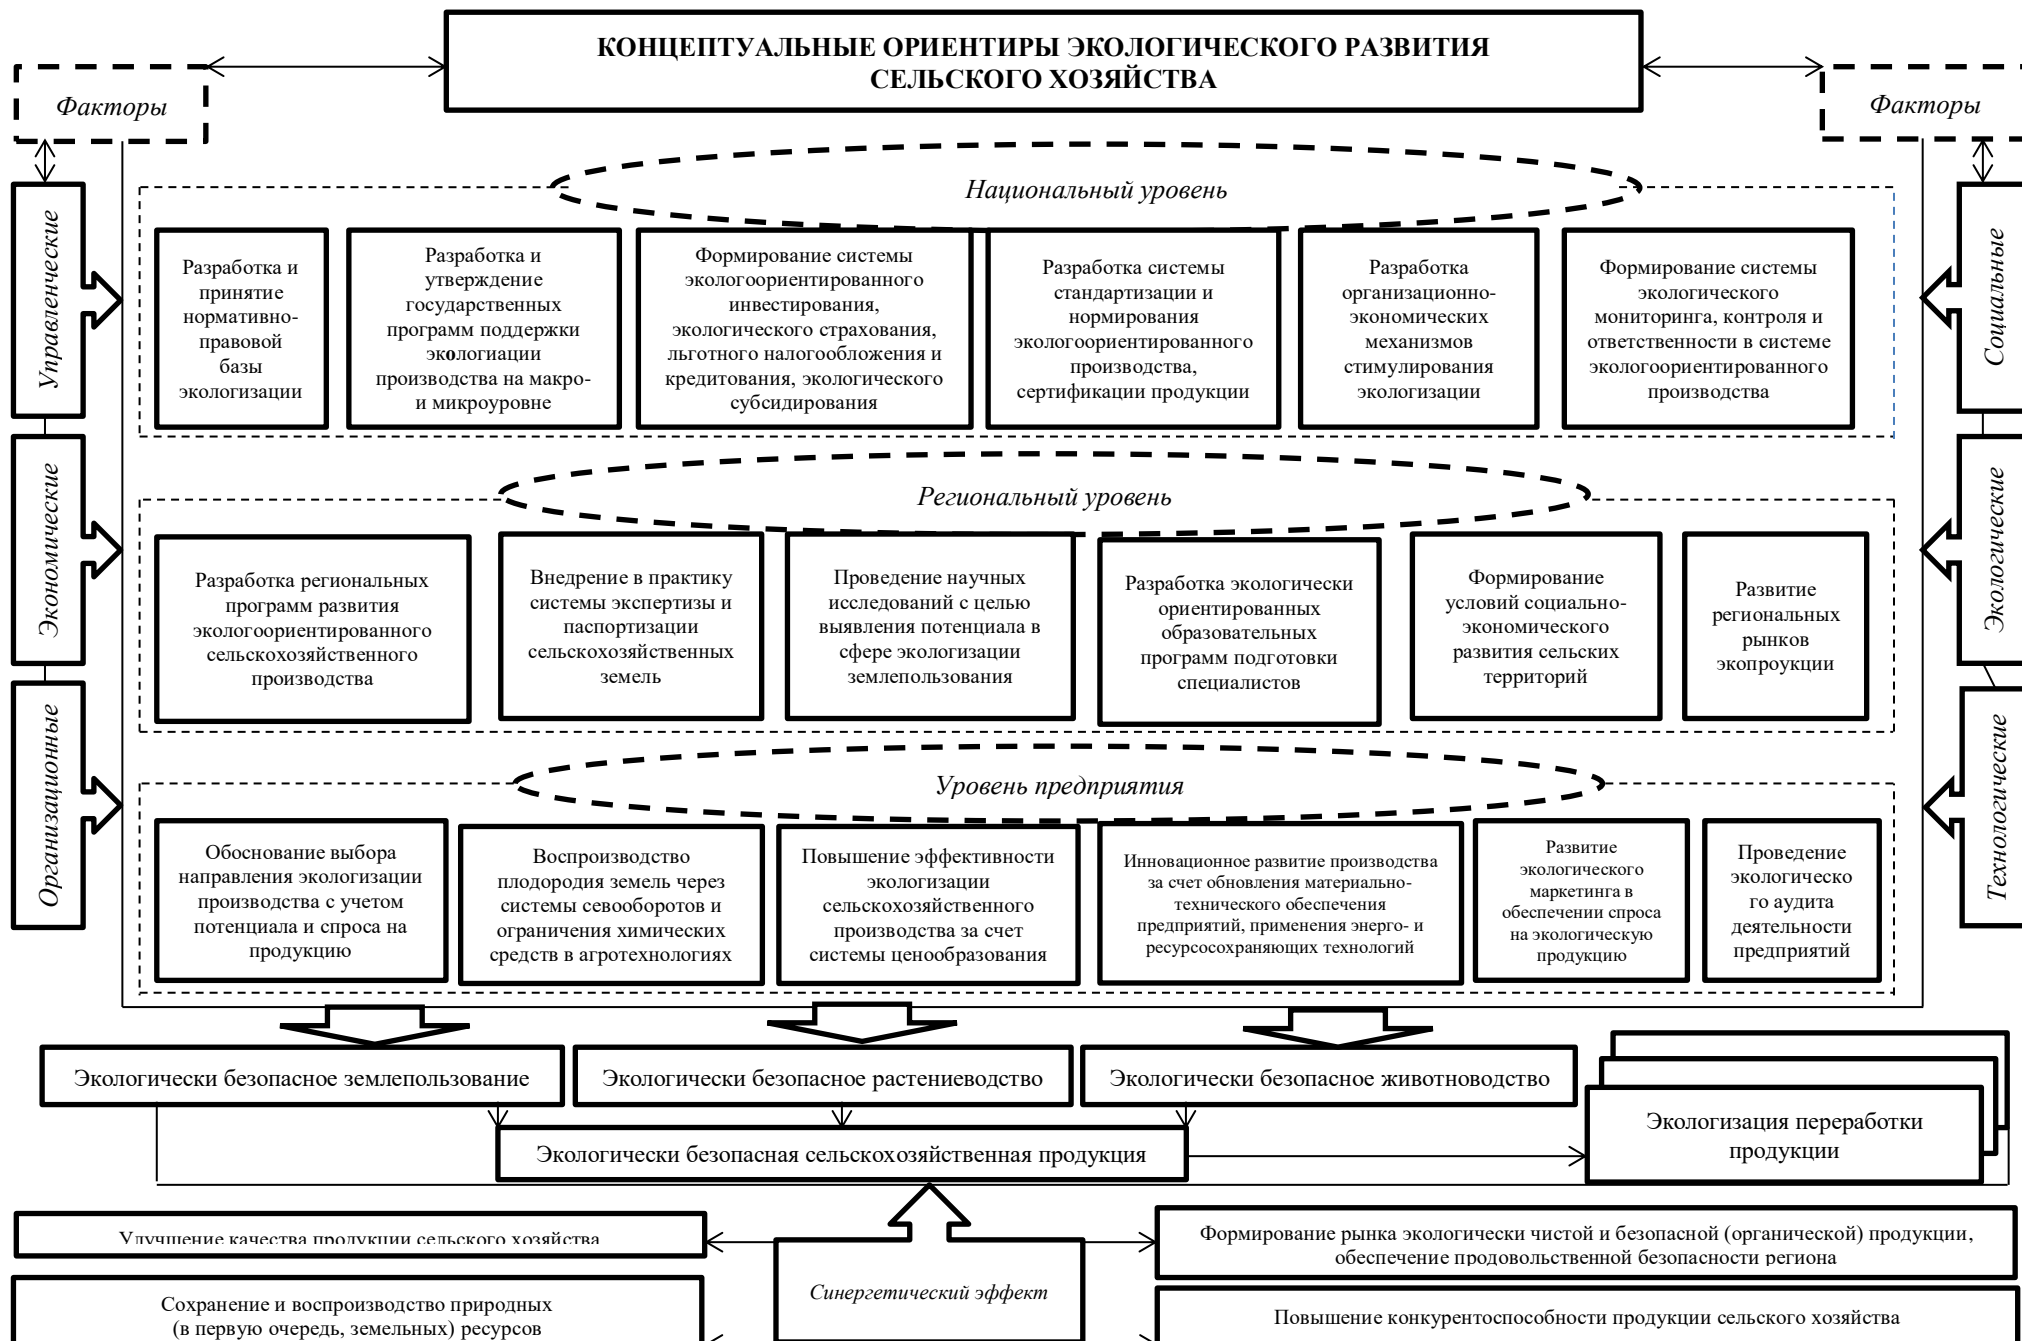 КОНЦЕПТУАЛЬНЫЕ ОРИЕНТИРЫ ЭКОЛОГИЧЕСКОГО РАЗВИТИЯ
СЕЛЬСКОГО ХОЗЯЙСТВА
Факторы
Факторы
Управленческие
Экономические
Организационные
Социальные
Экологические
Технологические
Национальный уровень
Разработка и
принятие
нормативно-
правовой
базы
экологизации
Разработка и
утверждение
государственных
программ поддержки
экологиации
производства на макро-
и микроуровне
Формирование системы
экологоориентированного
инвестирования,
экологического страхования,
льготного налогообложения и
кредитования, экологического
субсидирования
Разработка системы
стандартизации и
нормирования
экологоориентированного
производства,
сертификации продукции
Разработка
организационно-
экономических
механизмов
стимулирования
экологизации
Формирование системы
экологического
мониторинга, контроля и
ответственности в системе
экологоориентированного
производства
Региональный уровень
Разработка региональных
программ развития
экологоориентированного
сельскохозяйственного
производства
Внедрение в практику
системы экспертизы и
паспортизации
сельскохозяйственных
земель
Проведение научных
исследований с целью
выявления потенциала в
сфере экологизации
землепользования
Разработка экологически
ориентированных
образовательных
программ подготовки
специалистов
Формирование
условий социально-
экономического
развития сельских
территорий
Развитие
региональных
рынков
экопроукции
Уровень предприятия
Обоснование выбора
направления экологизации
производства с учетом
потенциала и спроса на
продукцию
Воспроизводство
плодородия земель через
системы севооборотов и
ограничения химических
средств в агротехнологиях
Повышение эффективности
экологизации
сельскохозяйственного
производства за счет
системы ценообразования
Инновационное развитие производства
за счет обновления материально-
технического обеспечения
предприятий, применения энерго- и
ресурсосохраняющих технологий
Развитие
экологического
маркетинга в
обеспечении спроса
на экологическую
продукцию
Проведение
экологическо
го аудита
деятельности
предприятий
Экологически безопасное землепользование
Экологически безопасное растениеводство
Экологически безопасное животноводство
Экологизация переработки
продукции
Экологически безопасная сельскохозяйственная продукция
Улучшение качества продукции сельского хозяйства
Формирование рынка экологически чистой и безопасной (органической) продукции,
обеспечение продовольственной безопасности региона
Синергетический эффект
Сохранение и воспроизводство природных
(в первую очередь, земельных) ресурсов
Повышение конкурентоспособности продукции сельского хозяйства